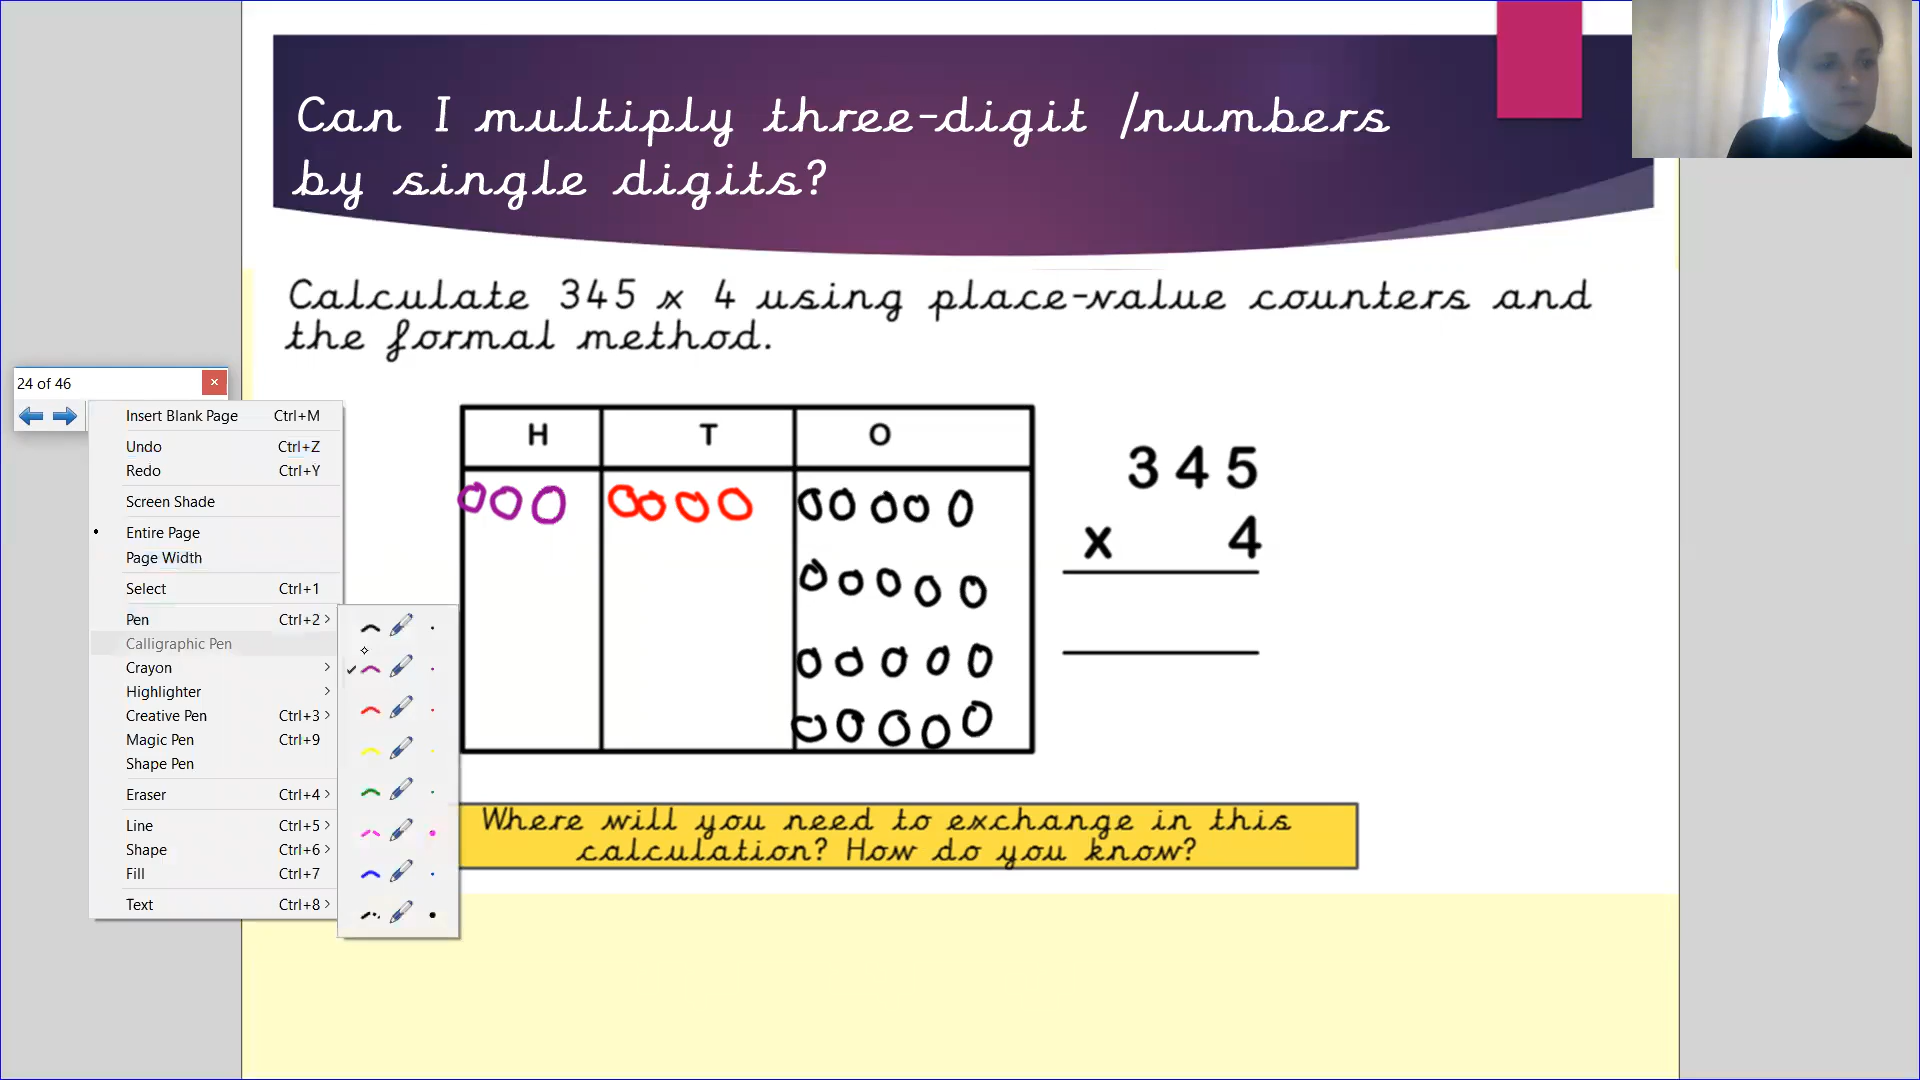 Can I multiply three-digit /numbers
by single digits?
Calculate 345 x 4 using place-value counters and
the formal method.
24 of 46
Insert Blank Page Ctrl+M
Undo Ctrl+Z
Redo Ctrl+Y
Screen Shade
Entire Page
Page Width
Select Ctrl+1
Pen Ctrl+2
Calligraphic Pen
Crayon
Highlighter
Creative Pen Ctrl+3
Magic Pen Ctrl+9
Shape Pen
Eraser Ctrl+4
Line Ctrl+5
Shape Ctrl+6
Fill Ctrl+7
Text Ctrl+8
H T O
3 4 5
x 4
Where will you need to exchange in this
calculation? How do you know?